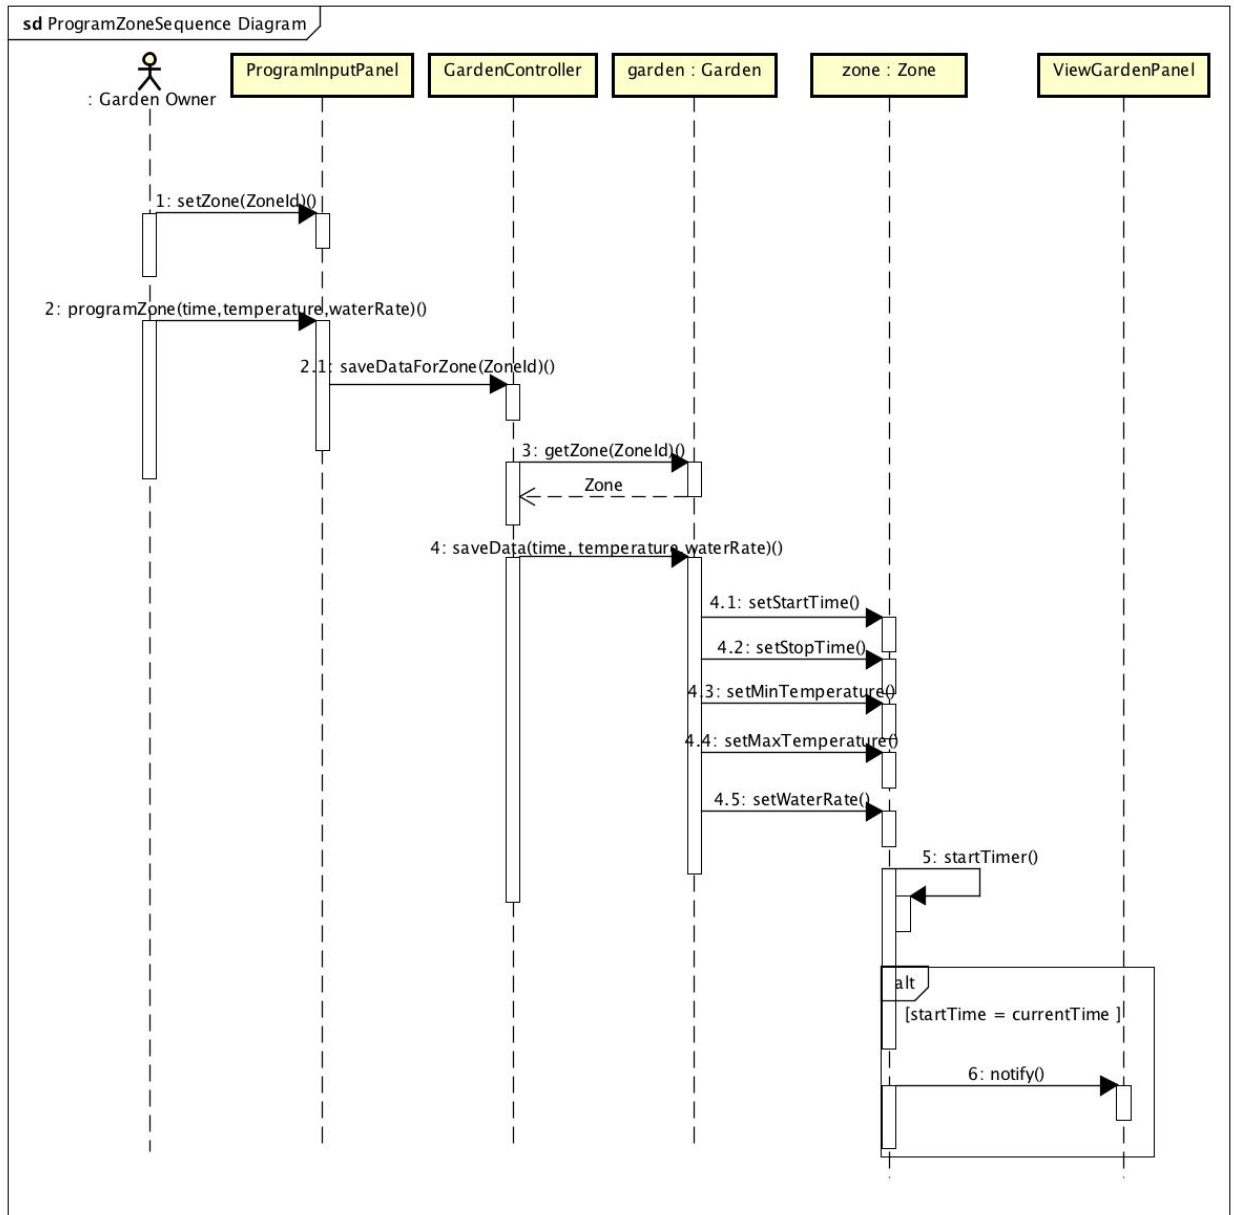 sd ProgramZoneSequence Diagram
: Garden Owner
ProgramInputPanel
GardenController
garden : Garden
zone : Zone
ViewGardenPanel
1: setZone(ZoneId)()
2: programZone(time,temperature,waterRate)()
2.1: saveDataForZone(ZoneId)()
3: getZone(ZoneId)()
Zone
4: saveData(time, temperature,waterRate)()
4.1: setStartTime()
4.2: setStopTime()
4.3: setMinTemperature()
4.4: setMaxTemperature()
4.5: setWaterRate()
5: startTimer()
alt
[startTime = currentTime ]
6: notify()